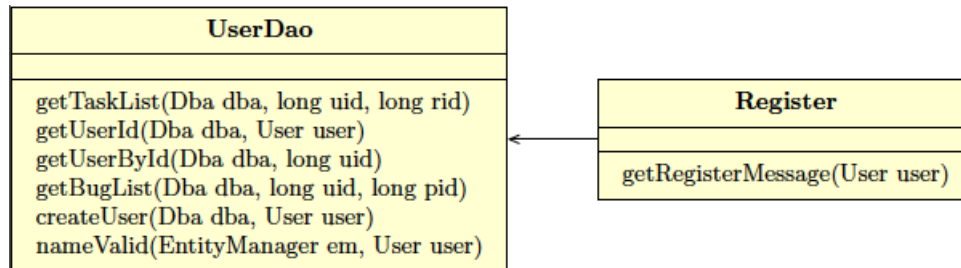 UserDao
getTaskList(Dba dba, long uid, long rid)
getUserId(Dba dba, User user)
getUserById(Dba dba, long uid)
getBugList(Dba dba, long uid, long pid)
createUser(Dba dba, User user)
nameValid(EntityManager em, User user)
Register
getRegisterMessage(User user)